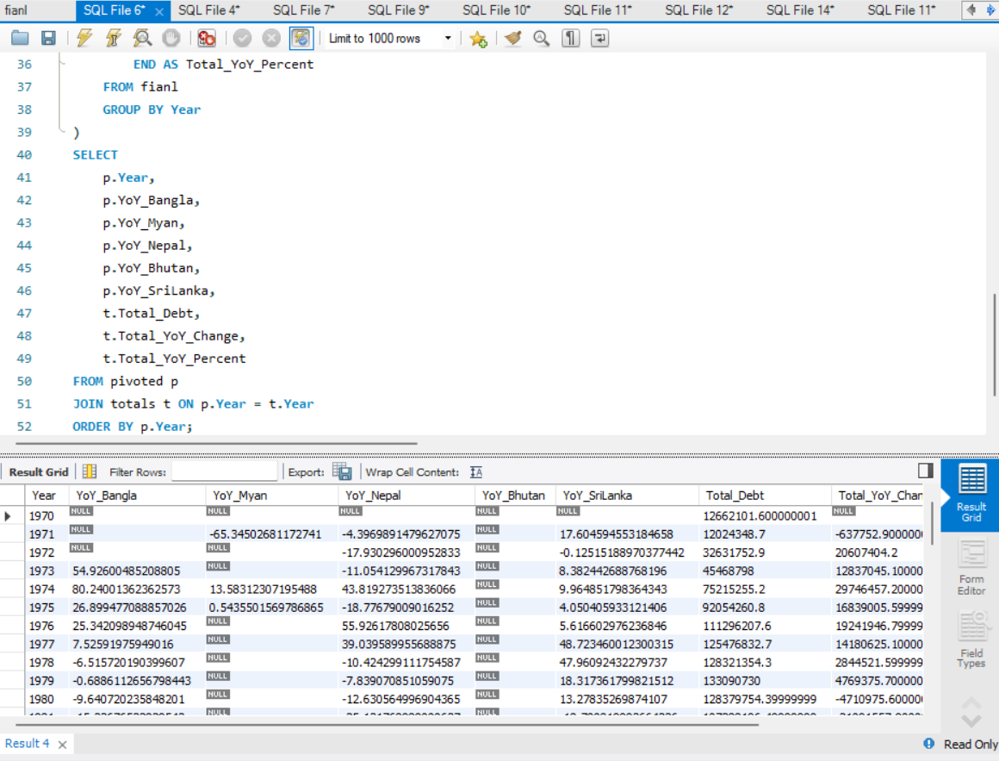 fianl SQL File 6* SQL File 4* SQL File 7* SQL File 9* SQL File 10* SQL File 11* SQL File 12* SQL File 14* SQL File 11*
Limit to 1000 rows
36 END AS Total_YoY_Percent
37 FROM fianl
38 GROUP BY Year
39 )
40 SELECT
41 p.Year,
42 p.YoY_Bangla,
43 p.YoY_Myan,
44 p.YoY_Nepal,
45 p.YoY_Bhutan,
46 p.YoY_SriLanka,
47 t.Total_Debt,
48 t.Total_YoY_Change,
49 t.Total_YoY_Percent
50 FROM pivoted p
51 JOIN totals t ON p.Year = t.Year
52 ORDER BY p.Year;
Result Grid Filter Rows: Export: Wrap Cell Content: IA
Year YoY_Bangla YoY_Myan YoY_Nepal YoY_Bhutan YoY_SriLanka Total_Debt Total_YoY_Chan
1970 NULL NULL NULL NULL NULL 12662101.600000001 NULL
1971 NULL -65.34502681172741 -4.3969891479627075 NULL 17.604594553184658 12024348.7 -637752.900000
1972 NULL NULL -17.930296000952833 NULL -0.12515188970377442 32631752.9 20607404.2
1973 54.92600485208805 NULL -11.054129967317843 NULL 8.382442688768196 45468798 12837045.10000
1974 80.24001362362573 13.58312307195488 43.819273513836066 NULL 9.964851798364343 75215255.2 29746457.20000
1975 26.899477088857026 0.5435501569786865 -18.77679009016252 NULL 4.050405933121406 92054260.8 16839005.59999
1976 25.342098948746045 NULL 55.92617808025656 NULL 5.616602976236846 111296207.6 19241946.79999
1977 7.52591975949016 NULL 39.039589955688875 NULL 48.723460012300315 125476832.7 14180625.10000
1978 -6.515720190399607 NULL -10.424299111754587 NULL 47.96092432279737 128321354.3 2844521.599999
1979 -0.6886112656798443 NULL -7.839070851059075 NULL 18.317361799821512 133090730 4769375.700000
1980 -9.640720235848201 NULL -12.630564996904365 NULL 13.27835269874107 128379754.39999999 -4710975.60000
Result
Grid
Form
Editor
Field
Types
Result 4 Read Only